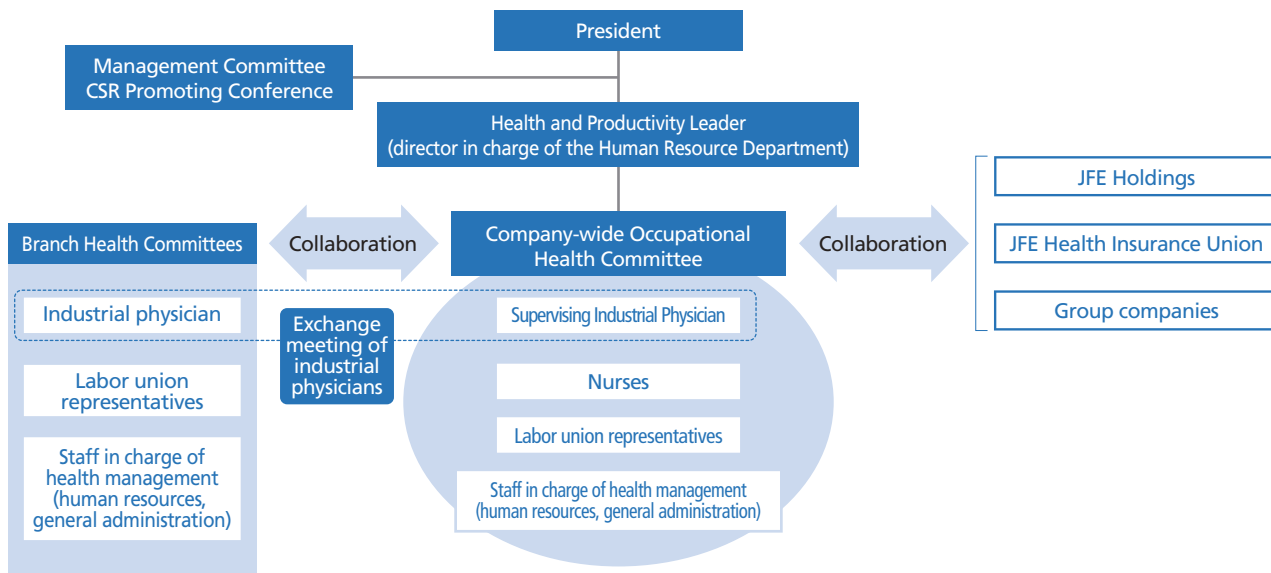 President
Management Committee
CSR Promoting Conference
Health and Productivity Leader
(director in charge of the Human Resource Department)
JFE Holdings
JFE Health Insurance Union
Group companies
Branch Health Committees
Collaboration
Company-wide Occupational
Health Committee
Collaboration
Industrial physician
Exchange
meeting of
industrial
physicians
Supervising Industrial Physician
Labor union
representatives
Nurses
Labor union representatives
Staff in charge of
health management
(human resources,
general administration)
Staff in charge of health management
(human resources, general administration)